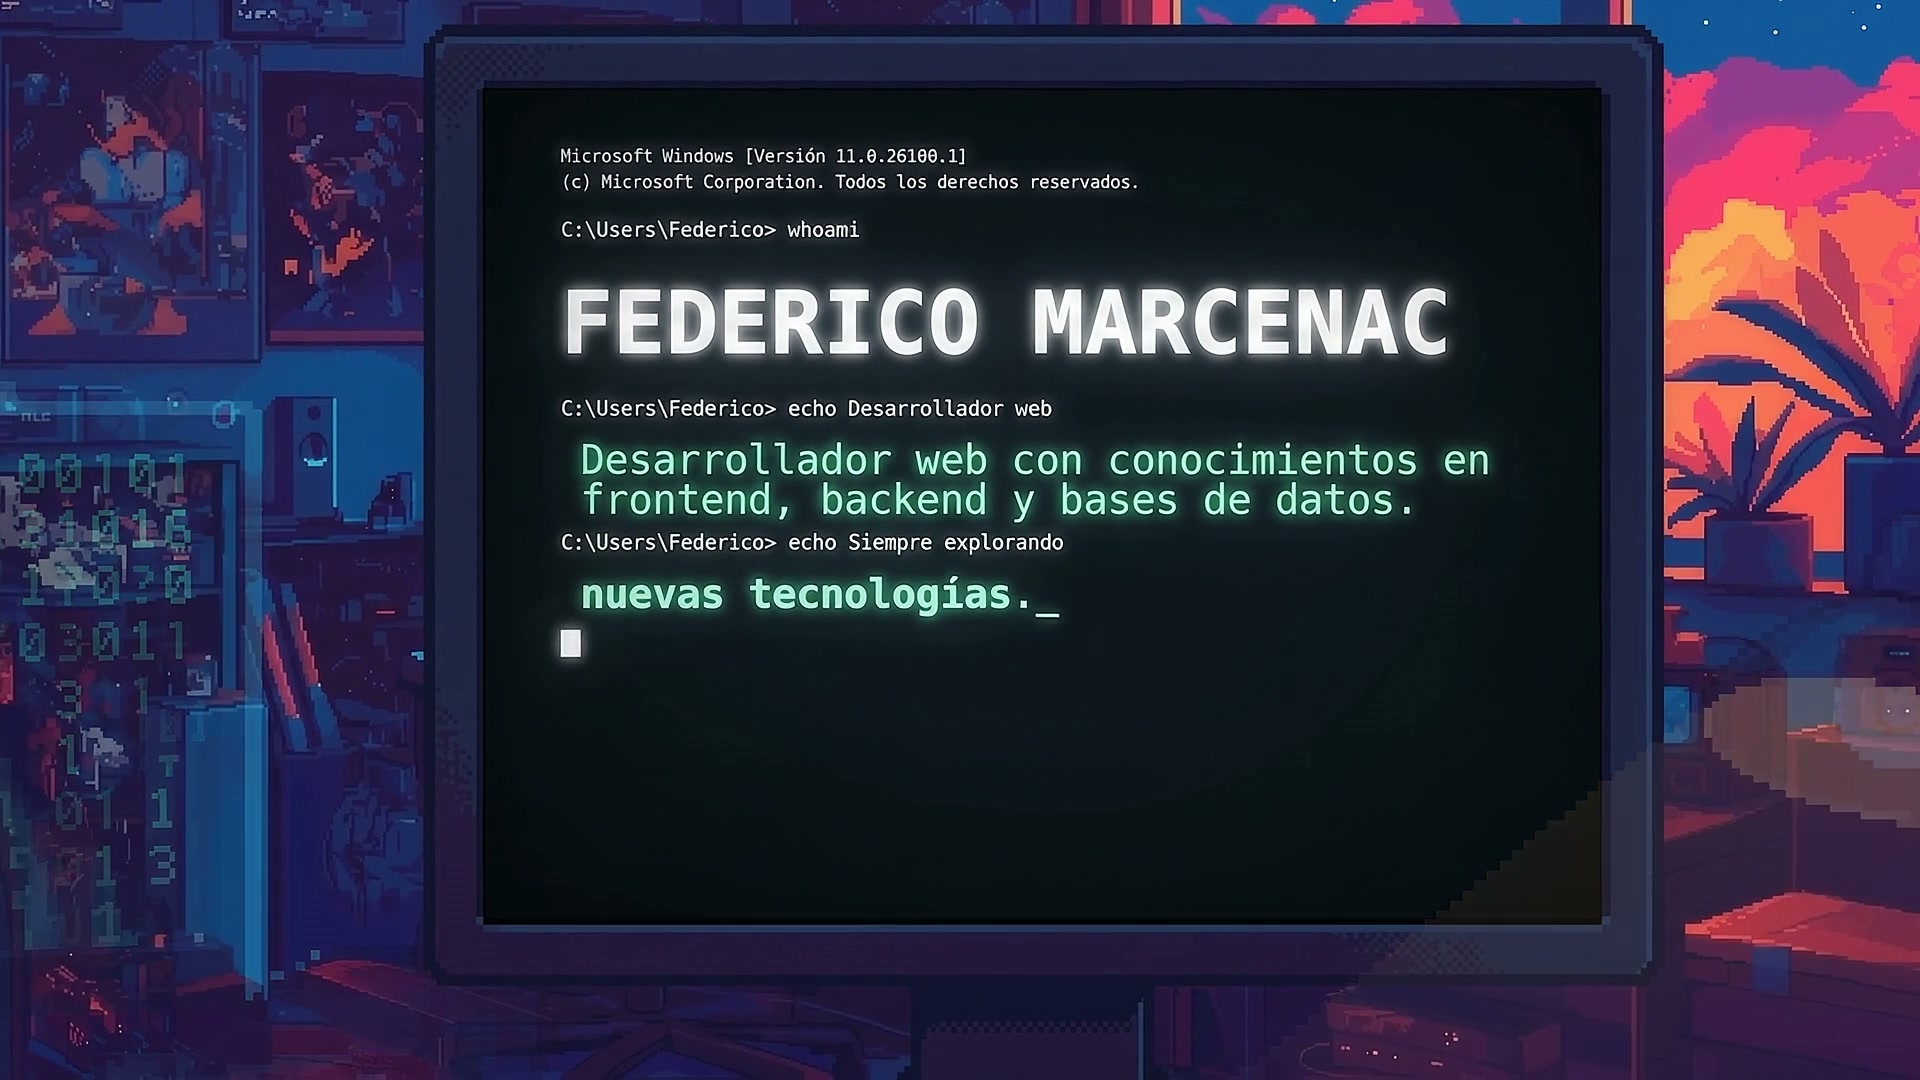 Microsoft Windows [Versión 11.0.26100.1]
(c) Microsoft Corporation. Todos los derechos reservados.
C:\Users\Federico> whoami
FEDERICO MARCENAC
C:\Users\Federico> echo Desarrollador web
Desarrollador web con conocimientos en
frontend, backend y bases de datos.
C:\Users\Federico> echo Siempre explorando
nuevas tecnologías._